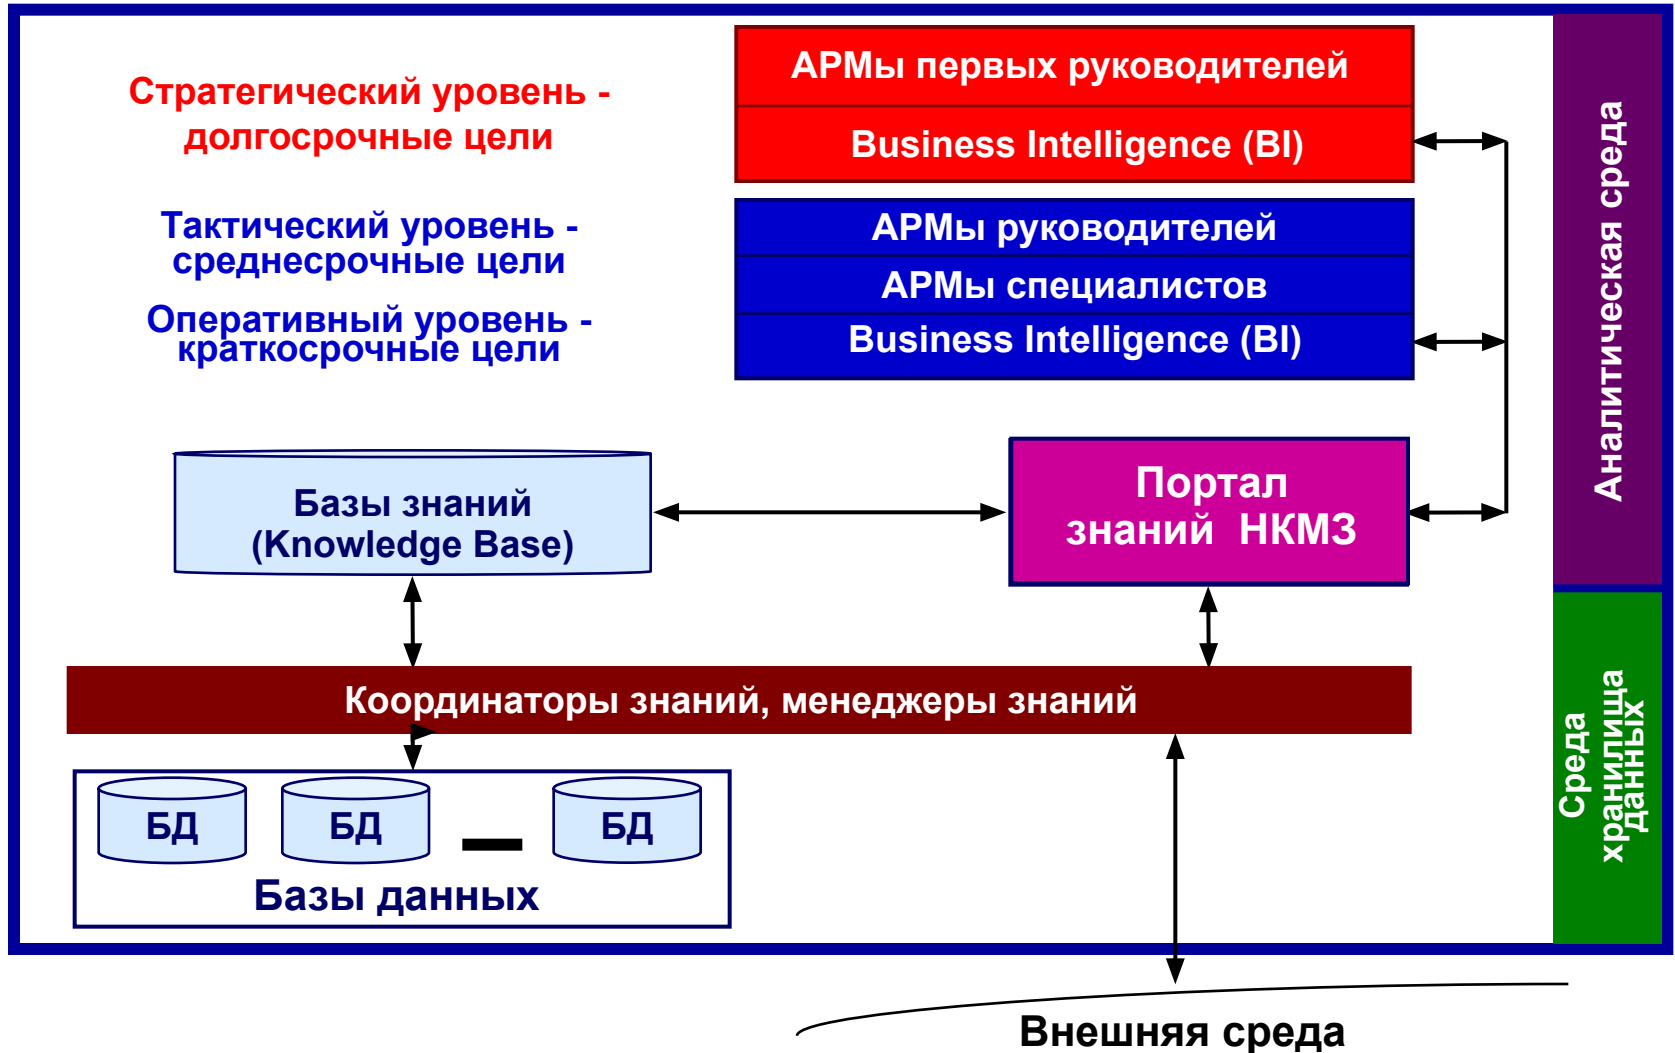 Стратегический уровень -
долгосрочные цели
АРМы первых руководителей
Business Intelligence (BI)
Тактический уровень -
среднесрочные цели
Оперативный уровень -
краткосрочные цели
АРМы руководителей
АРМы специалистов
Business Intelligence (BI)
Аналитическая среда
Базы знаний
(Knowledge Base)
Портал
знаний НКМЗ
Координаторы знаний, менеджеры знаний
Среда
хранилища
данных
БД
БД
БД
Базы данных
Внешняя среда